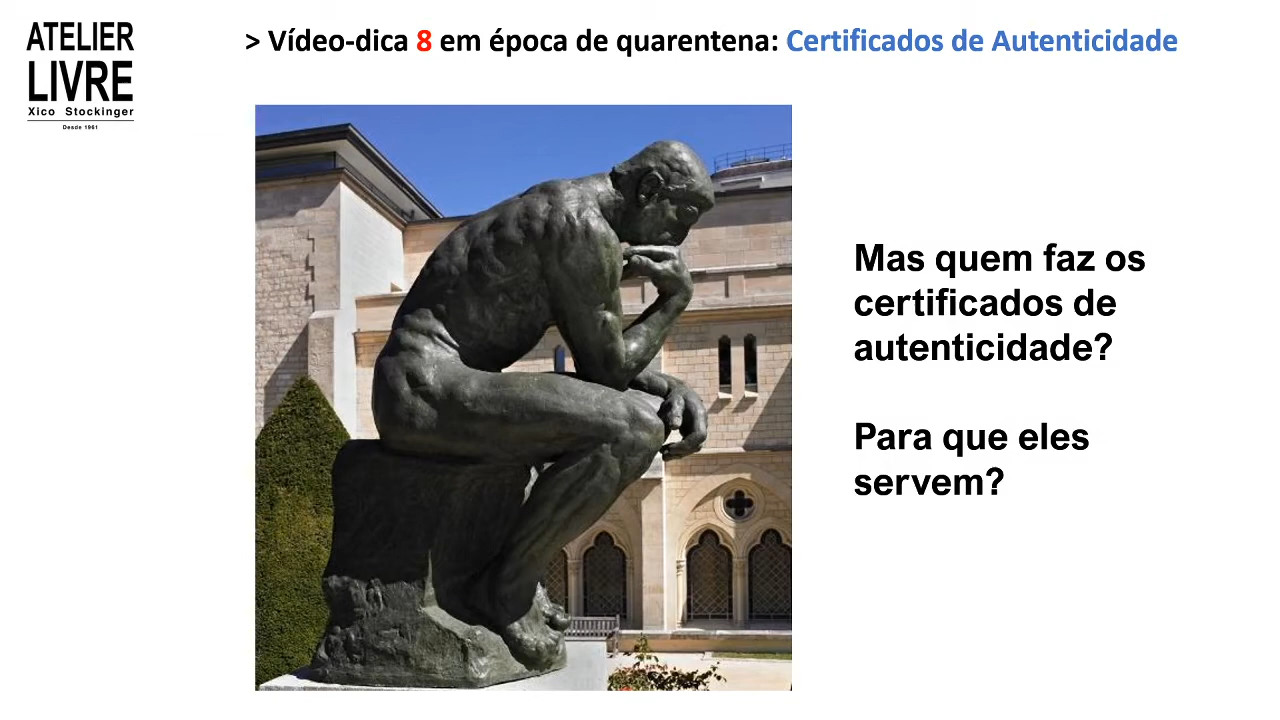 ATELIER
LIVRE
Xico Stockinger
Desde 1961
> Vídeo-dica 8 em época de quarentena: Certificados de Autenticidade
Mas quem faz os
certificados de
autenticidade?
Para que eles
servem?